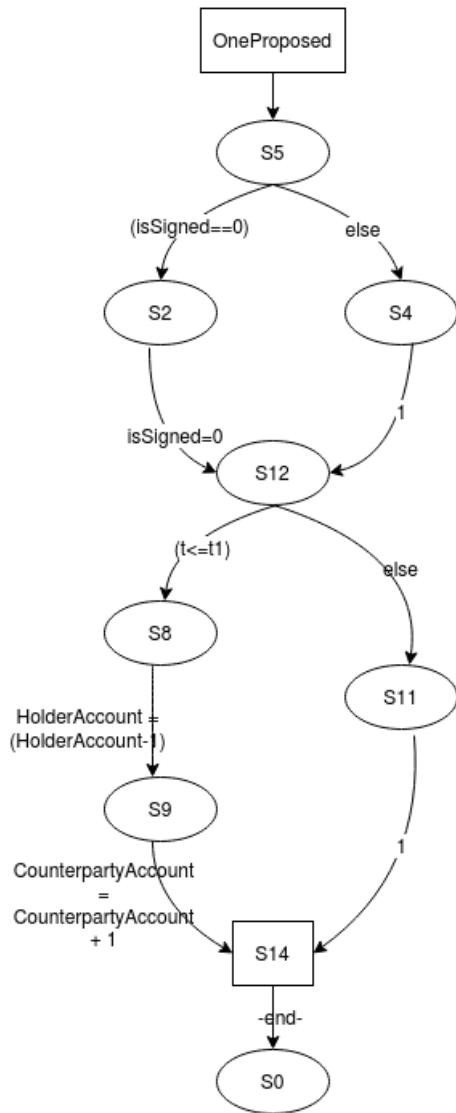 OneProposed
S5
(isSigned==0)
else
S2
S4
isSigned=0
1
S12
(t<=t1)
else
S8
S11
HolderAccount =
(HolderAccount-1)
S9
1
CounterpartyAccount
=
CounterpartyAccount
+ 1
S14
-end-
S0